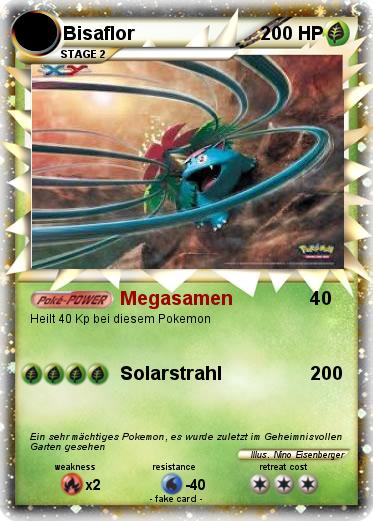 Bisaflor 200 HP
STAGE 2
XY
Pokémon
Poké-POWER Megasamen 40
Heilt 40 Kp bei diesem Pokemon
Solarstrahl 200
Ein sehr mächtiges Pokemon, es wurde zuletzt im Geheimnisvollen
Garten gesehen
Illus. Nino Eisenberger
weakness resistance retreat cost
x2 -40
- fake card -